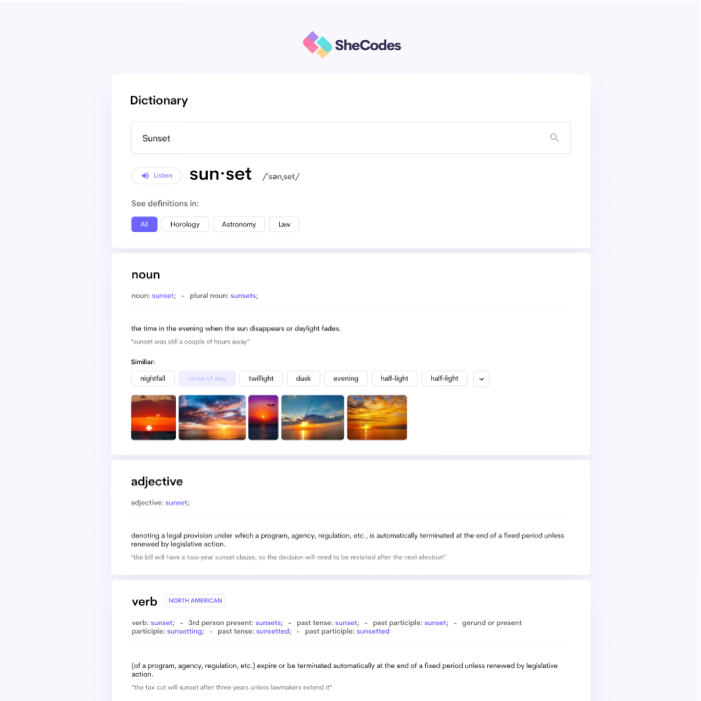 SheCodes
Dictionary
Sunset
Listen
sun·set
/ˈsənˌset/
See definitions in:
All
Horology
Astronomy
Law
noun
noun: sunset; - plural noun: sunsets;
the time in the evening when the sun disappears or daylight fades.
"sunset was still a couple of hours away"
Similiar:
nightfall
close of day
twillight
dusk
evening
half-light
half-light
adjective
adjective: sunset;
denoting a legal provision under which a program, agency, regulation, etc., is automatically terminated at the end of a fixed period unless
renewed by legislative action.
"the bill will have a two-year sunset clause, so the decision will need to be revisited after the next election"
verb
NORTH AMERICAN
verb: sunset; - 3rd person present: sunsets; - past tense: sunset; - past participle: sunset; - gerund or present
participle: sunsetting; - past tense: sunsetted; - past participle: sunsetted
(of a program, agency, regulation, etc.) expire or be terminated automatically at the end of a fixed period unless renewed by legislative
action.
"the tax cut will sunset after three years unless lawmakers extend it"